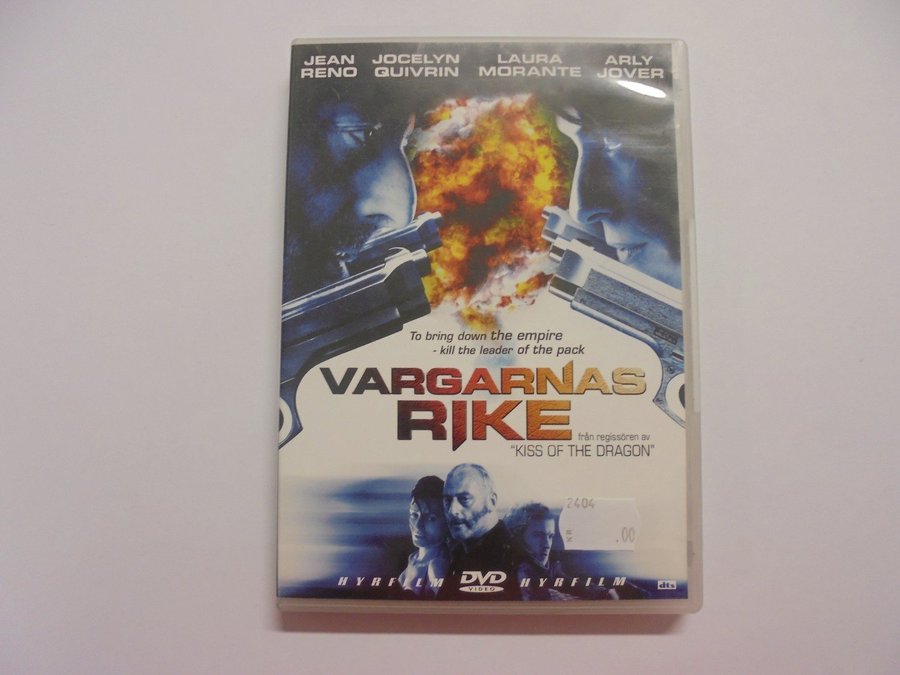 JEAN RENO
JOCELYN QUIVRIN
LAURA MORANTE
ARLY JOVER
To bring down the empire
- kill the leader of the pack
VARGARNAS
RIKE
från regissören av
"KISS OF THE DRAGON"
2404
KR
.00
HYRFILM DVD VIDEO HYRFILM
dts